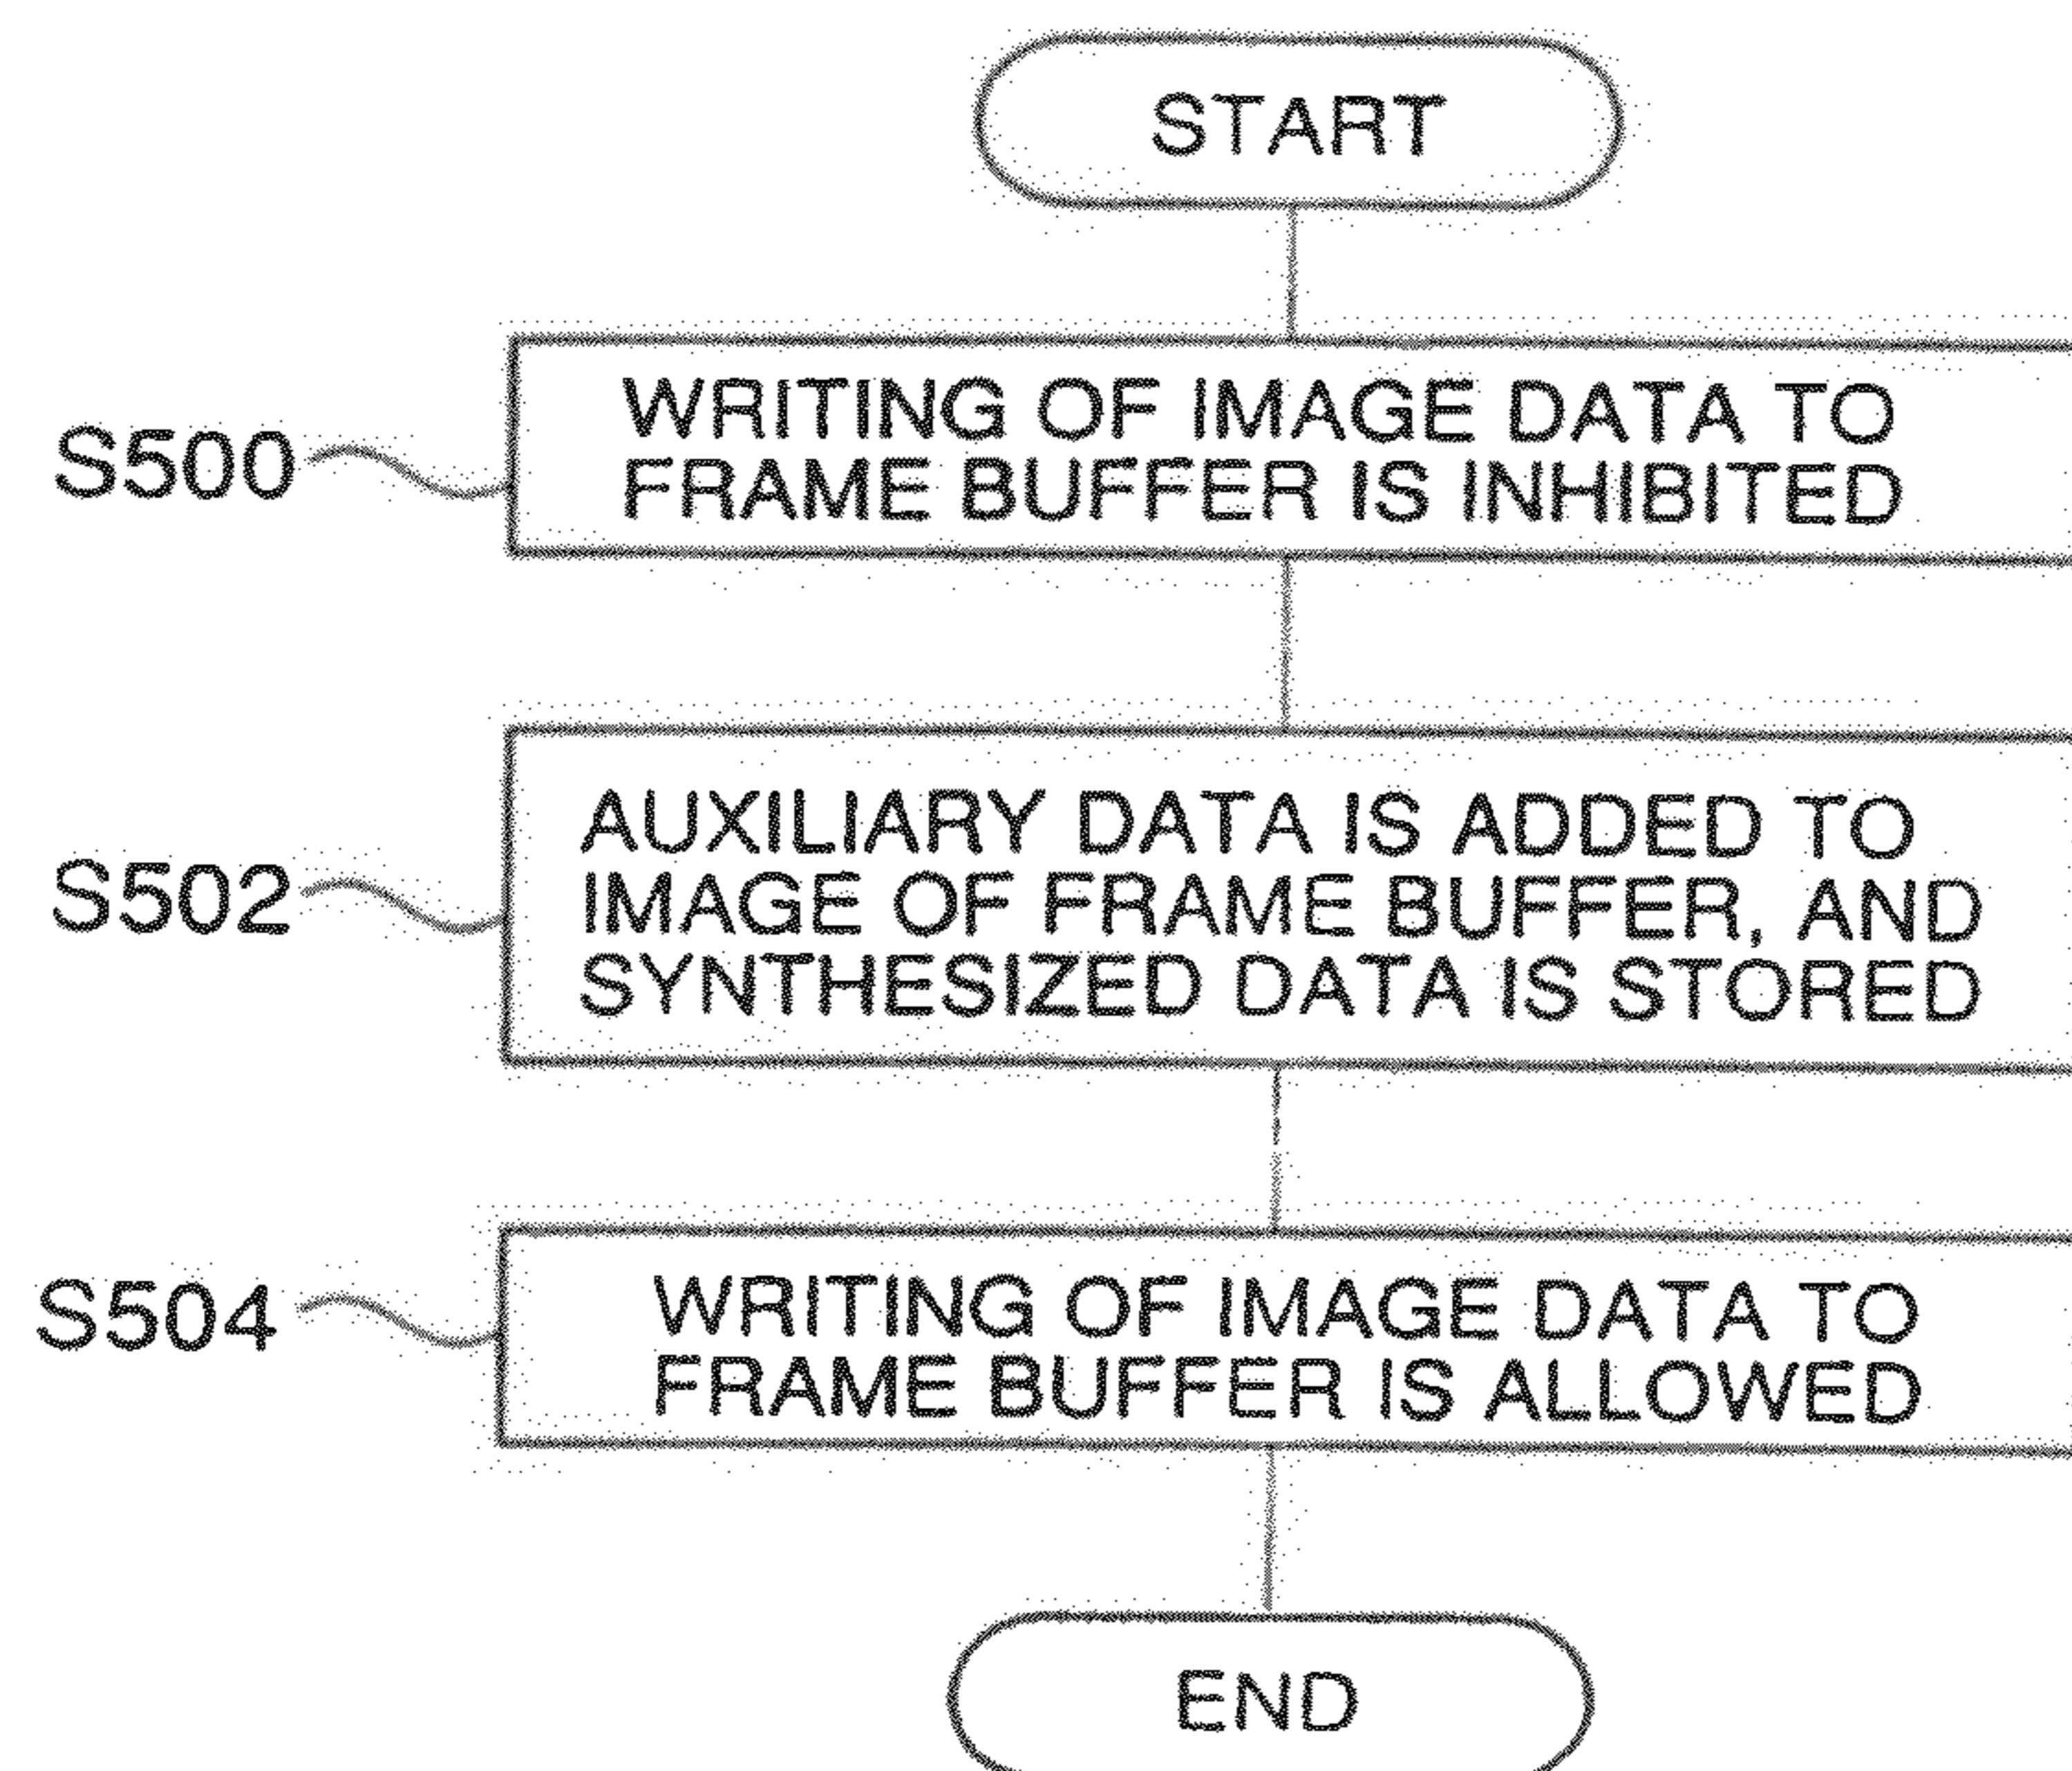 START
S500
WRITING OF IMAGE DATA TO
FRAME BUFFER IS INHIBITED
S502
AUXILIARY DATA IS ADDED TO
IMAGE OF FRAME BUFFER, AND
SYNTHESIZED DATA IS STORED
S504
WRITING OF IMAGE DATA TO
FRAME BUFFER IS ALLOWED
END